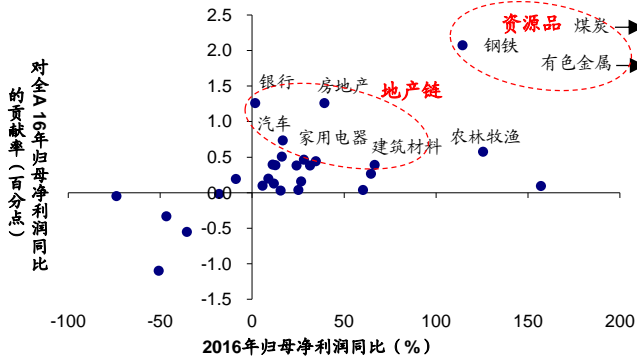 对全A 16年归母净利润同比
的贡献率（百分点）
2.5
2.0
1.5
1.0
0.5
0.0
-0.5
-1.0
-1.5
资源品
煤炭
钢铁
有色金属
银行
房地产
地产链
汽车
家用电器
建筑材料
农林牧渔
-100
-50
0
50
100
150
200
2016年归母净利润同比（%）